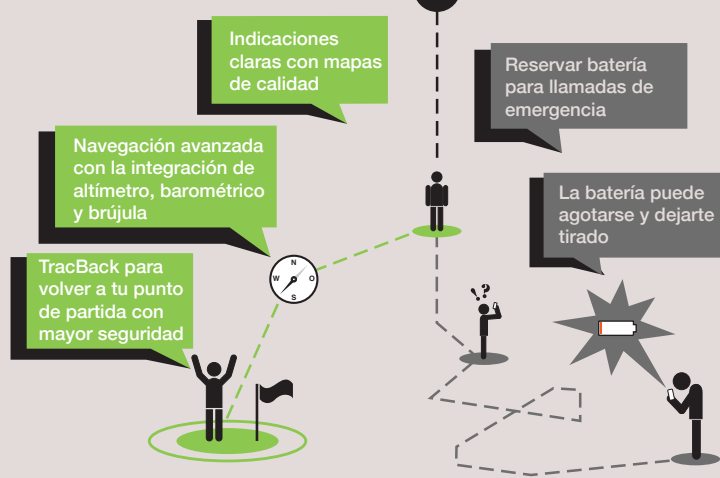 Indicaciones
claras con mapas
de calidad
Reservar batería
para llamadas de
emergencia
Navegación avanzada
con la integración de
altímetro, barométrico
y brújula
La batería puede
agotarse y dejarte
tirado
TracBack para
volver a tu punto
de partida con
mayor seguridad
N
W O
S
!?